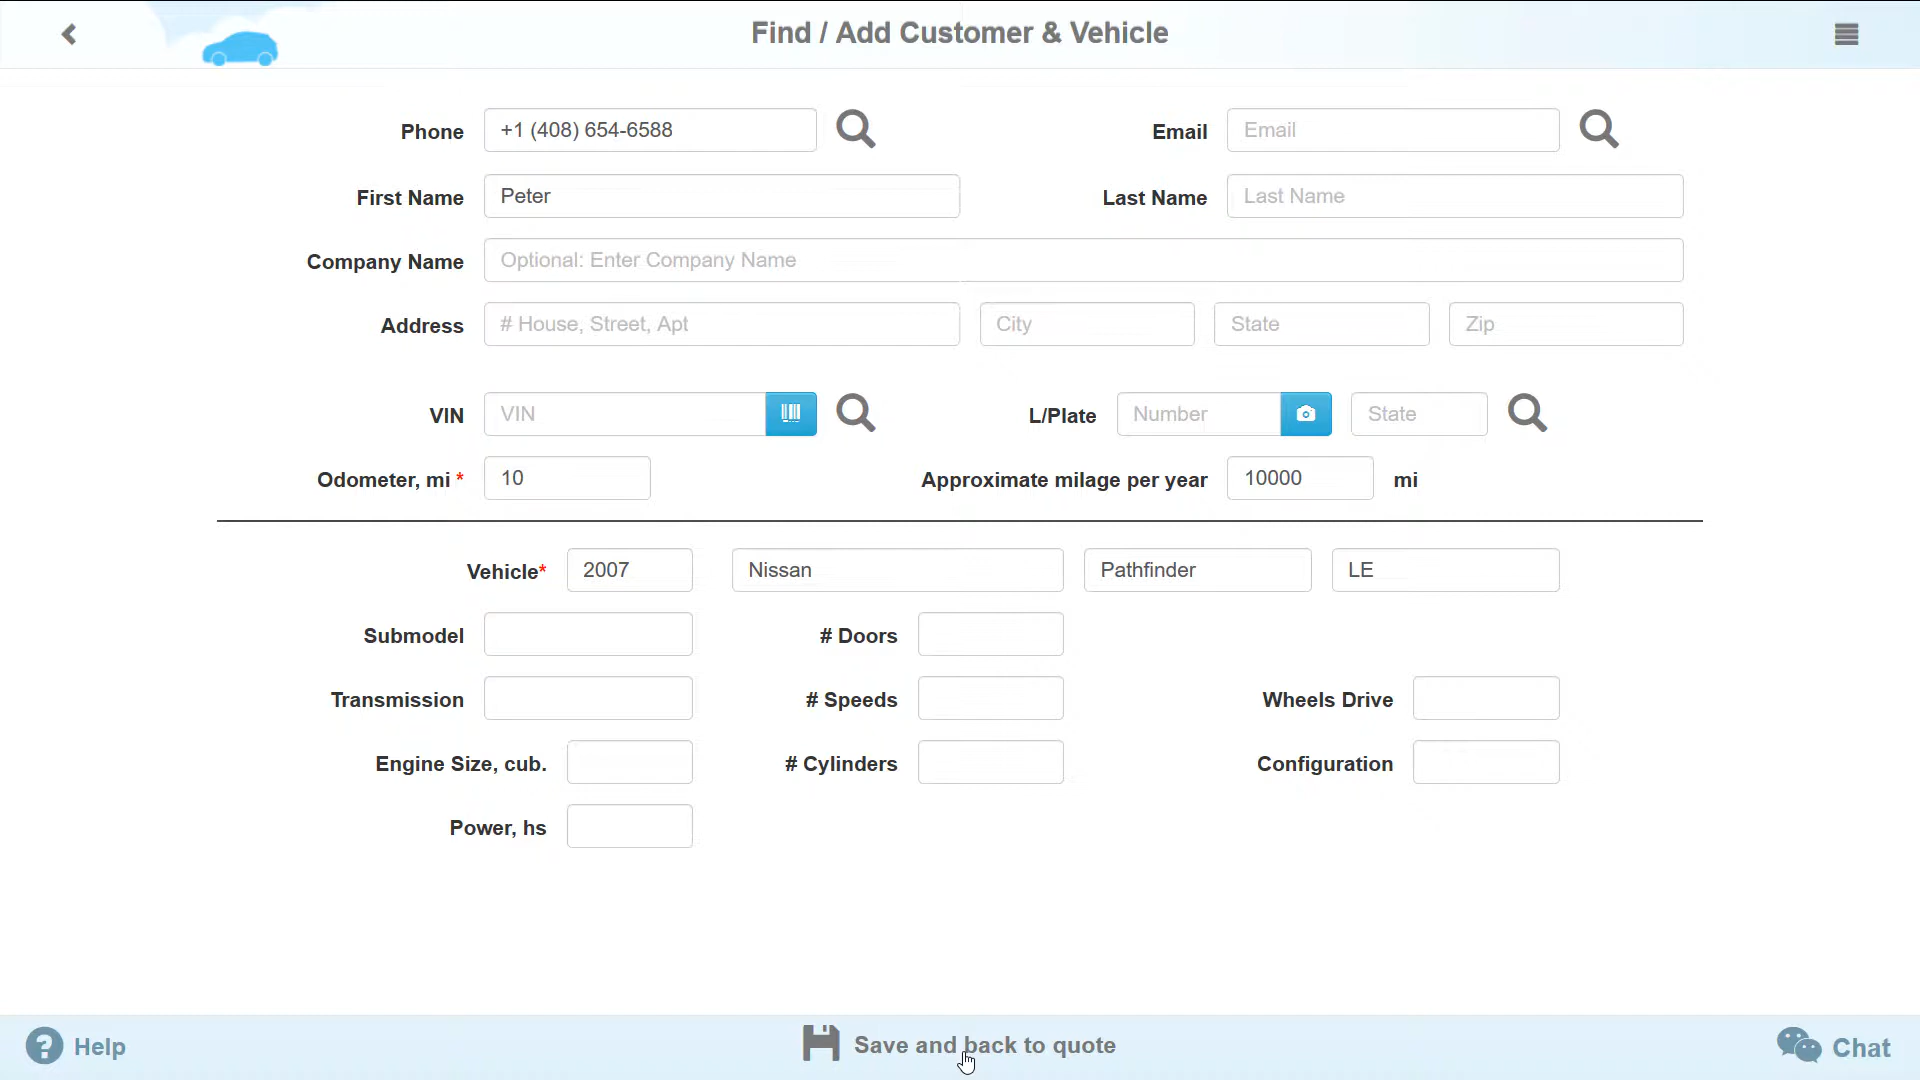 Find / Add Customer & Vehicle
Phone +1 (408) 654-6588 Email Email
First Name Peter Last Name Last Name
Company Name Optional: Enter Company Name
Address # House, Street, Apt City State Zip
VIN VIN L/Plate Number State
Odometer, mi * 10 Approximate milage per year 10000 mi
Vehicle* 2007 Nissan Pathfinder LE
Submodel # Doors
Transmission # Speeds Wheels Drive
Engine Size, cub. # Cylinders Configuration
Power, hs
? Help Save and back to quote Chat